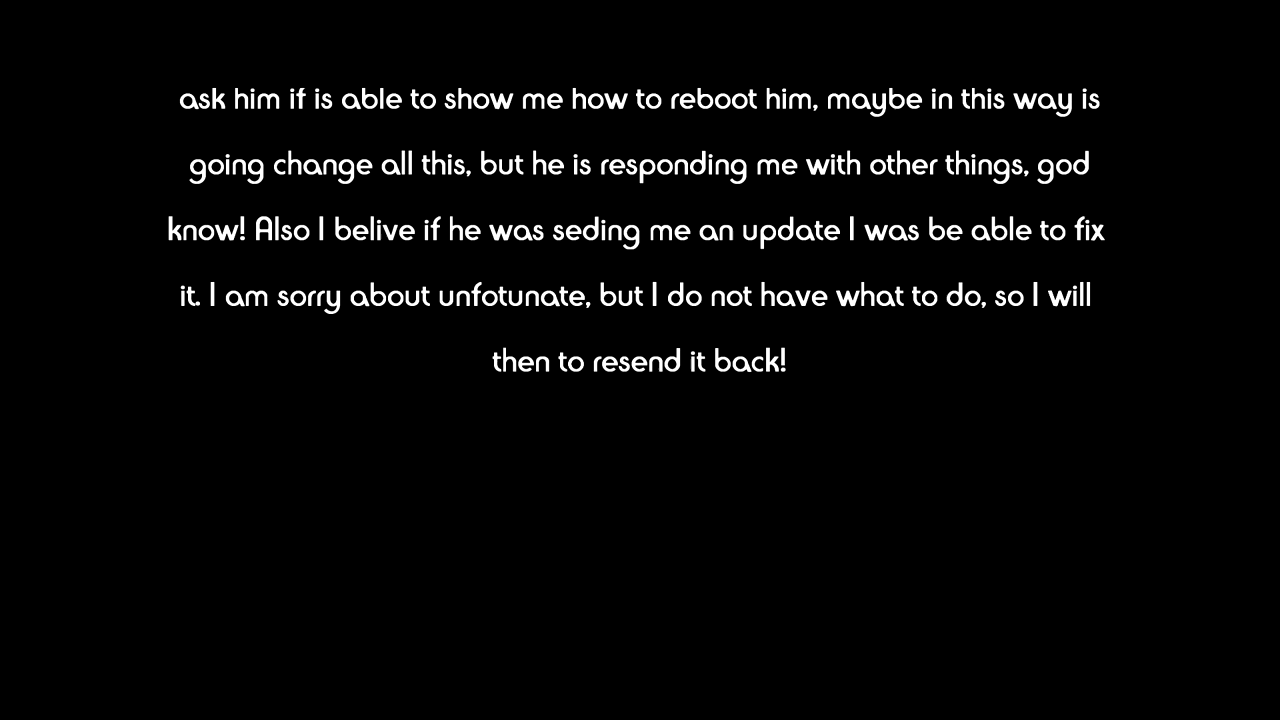 ask him if is able to show me how to reboot him, maybe in this way is
going change all this, but he is responding me with other things, god
know! Also I belive if he was seding me an update I was be able to fix
it. I am sorry about unfotunate, but I do not have what to do, so I will
then to resend it back!